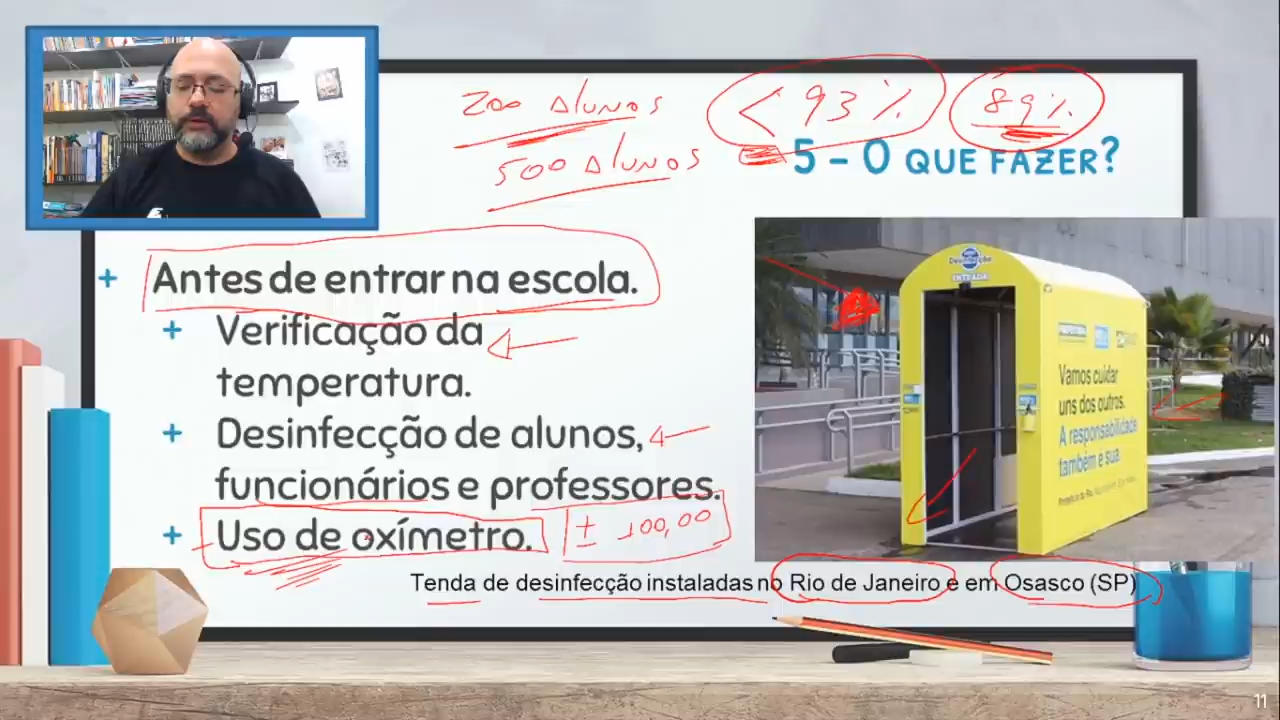 200 Alunos
< 93%
89%
500 Alunos
5 – O QUE FAZER?
+ Antes de entrar na escola.
+ Verificação da
temperatura.
+ Desinfecção de alunos,
funcionários e professores.
+ Uso de oxímetro.
± 100,00
Desinfecção
ENTRADA
Vamos cuidar
uns dos outros.
A responsabilidade
também é sua.
Tenda de desinfecção instaladas no Rio de Janeiro e em Osasco (SP)
11